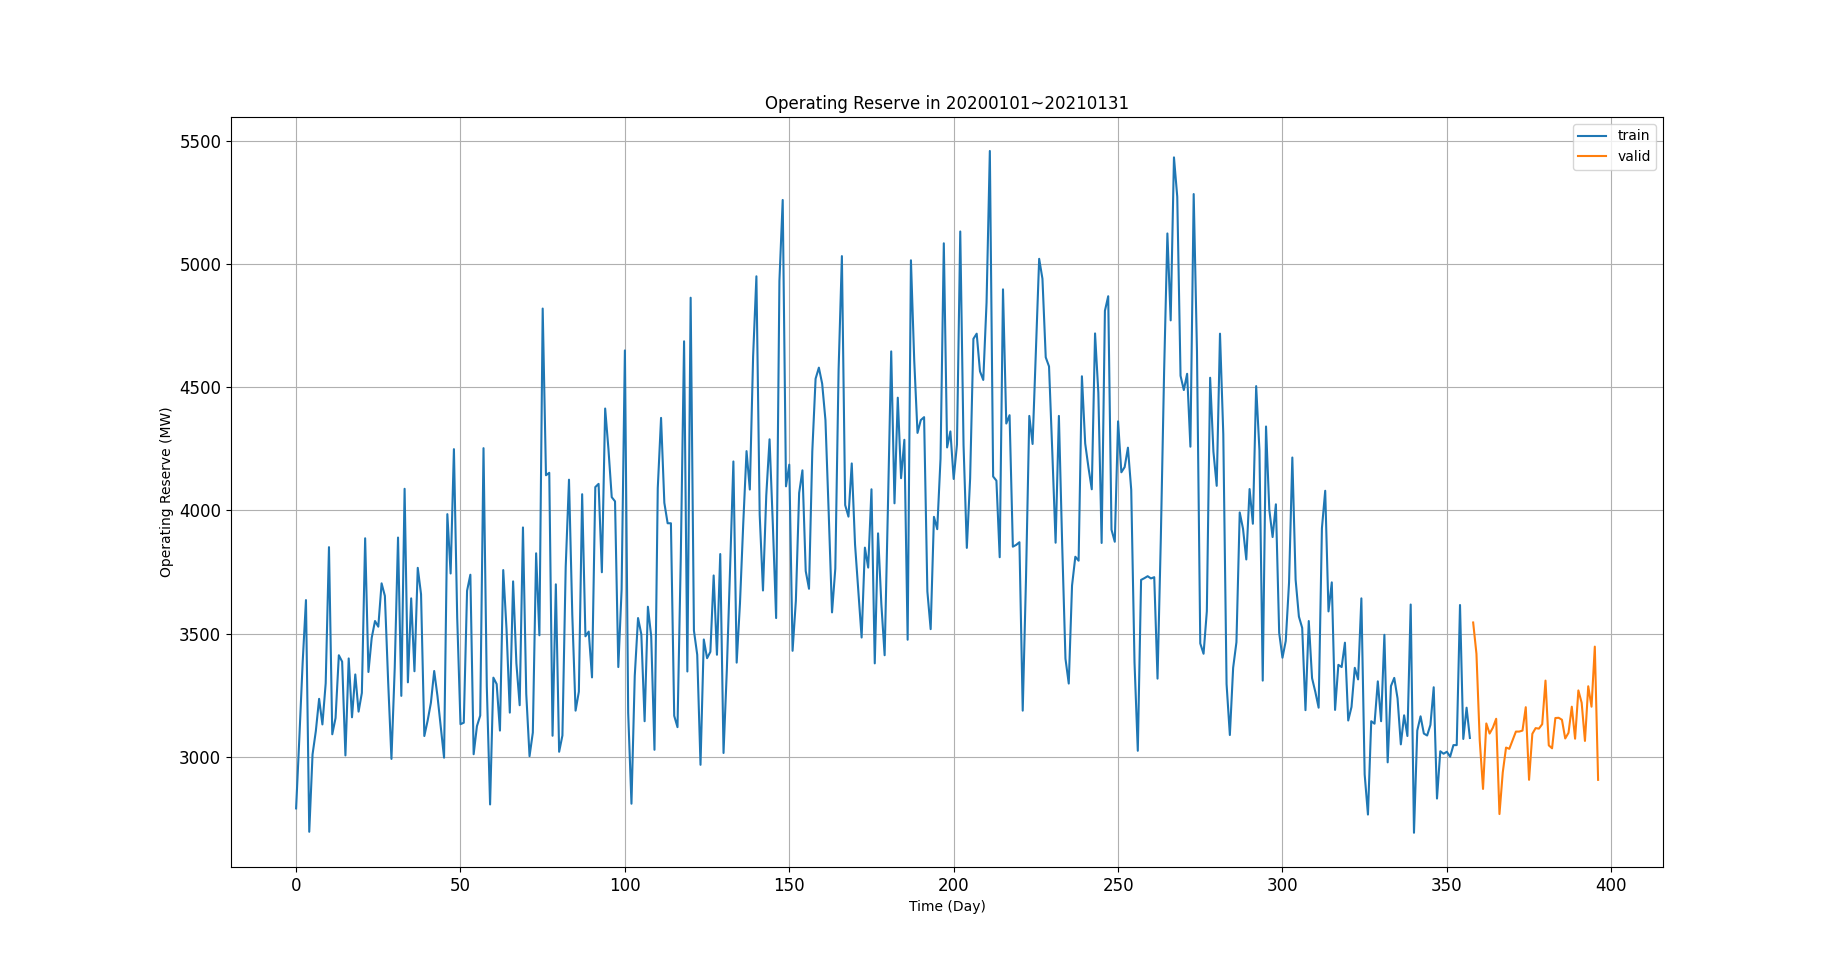 Operating Reserve in 20200101~20210131
train
valid
Operating Reserve (MW)
5500
5000
4500
4000
3500
3000
0 50 100 150 200 250 300 350 400
Time (Day)